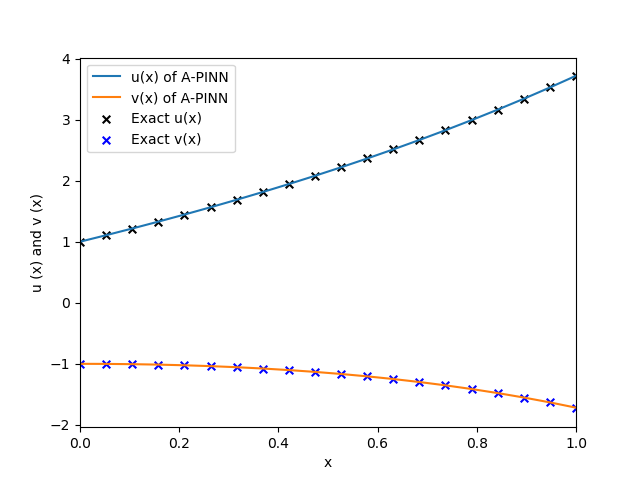 4
3
2
1
0
−1
−2
u (x) and v (x)
u(x) of A-PINN
v(x) of A-PINN
Exact u(x)
Exact v(x)
0.0 0.2 0.4 0.6 0.8 1.0
x